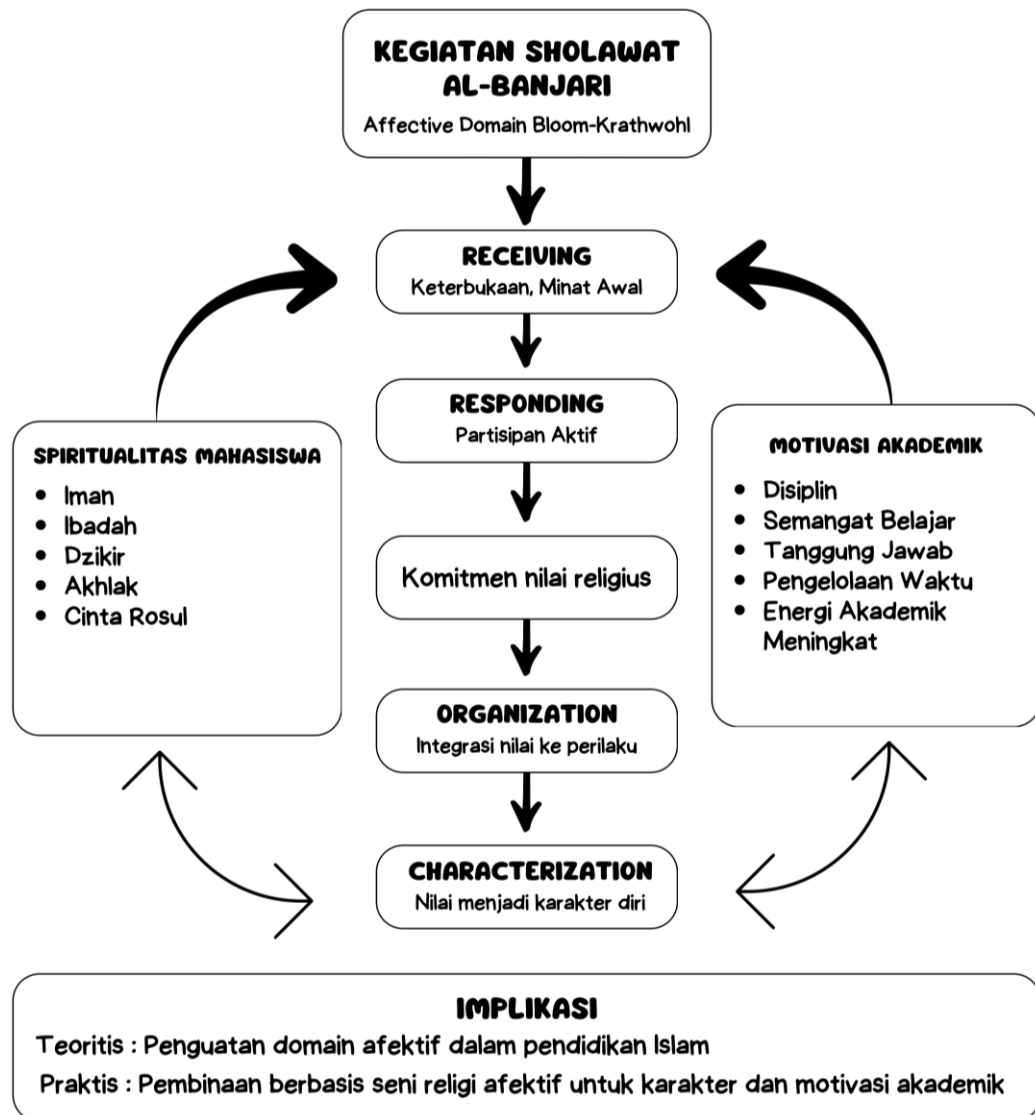 KEGIATAN SHOLAWAT
AL-BANJARI
Affective Domain Bloom-Krathwohl
RECEIVING
Keterbukaan, Minat Awal
RESPONDING
Partisipan Aktif
SPIRITUALITAS MAHASISWA
• Iman
• Ibadah
• Dzikir
• Akhlak
• Cinta Rosul
Komitmen nilai religius
MOTIVASI AKADEMIK
• Disiplin
• Semangat Belajar
• Tanggung Jawab
• Pengelolaan Waktu
• Energi Akademik
Meningkat
ORGANIZATION
Integrasi nilai ke perilaku
CHARACTERIZATION
Nilai menjadi karakter diri
IMPLIKASI
Teoritis : Penguatan domain afektif dalam pendidikan Islam
Praktis : Pembinaan berbasis seni religi afektif untuk karakter dan motivasi akademik